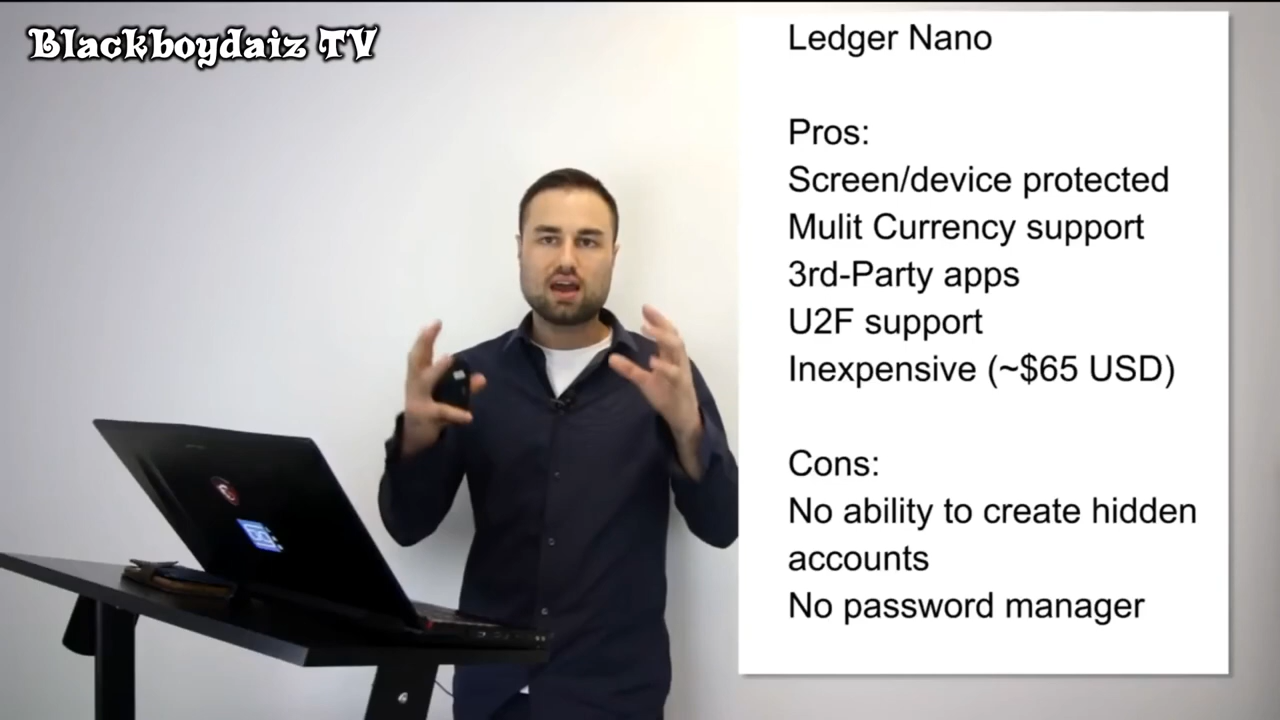 Blackboydaiz TV
Ledger Nano
Pros:
Screen/device protected
Mulit Currency support
3rd-Party apps
U2F support
Inexpensive (~$65 USD)
Cons:
No ability to create hidden
accounts
No password manager